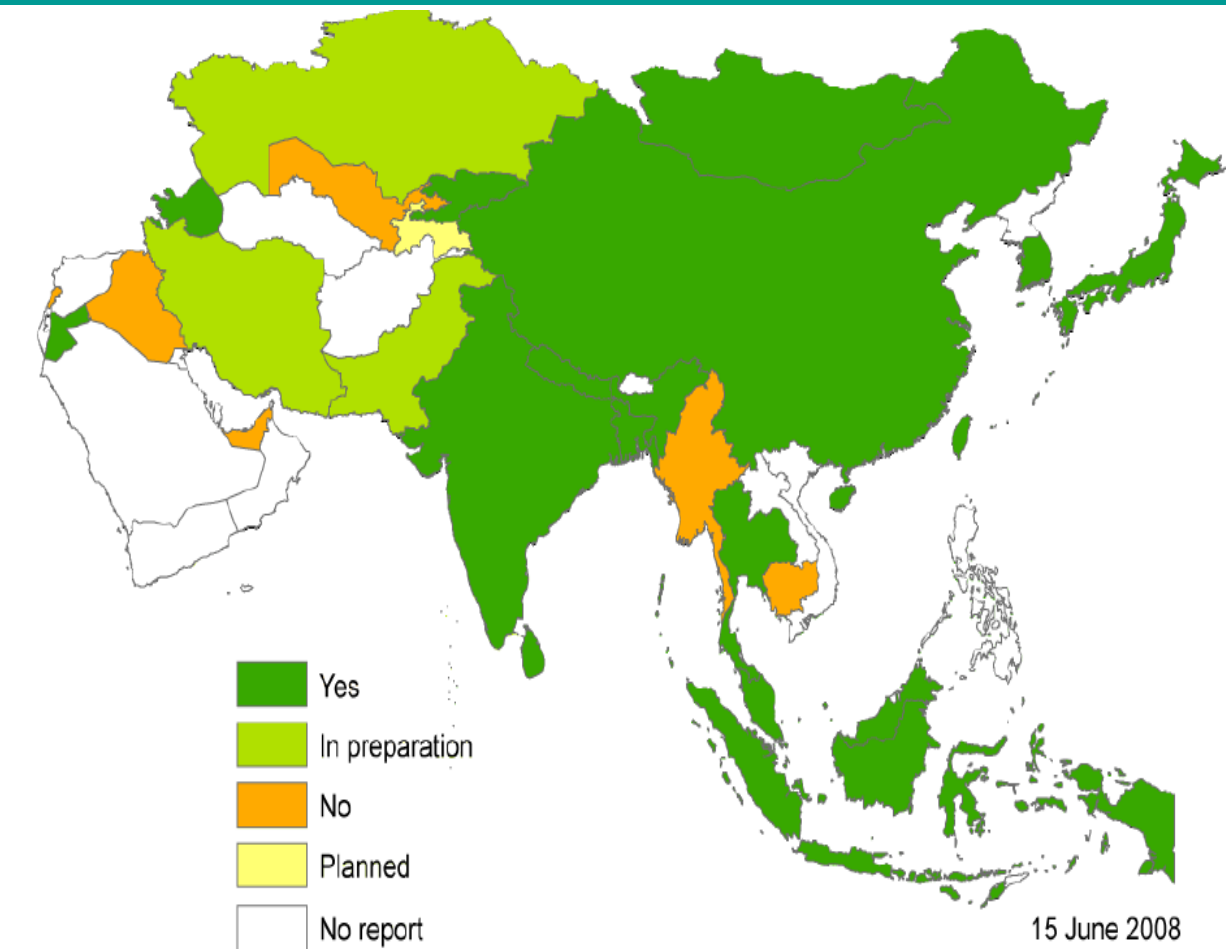 Yes
In preparation
No
Planned
No report
15 June 2008